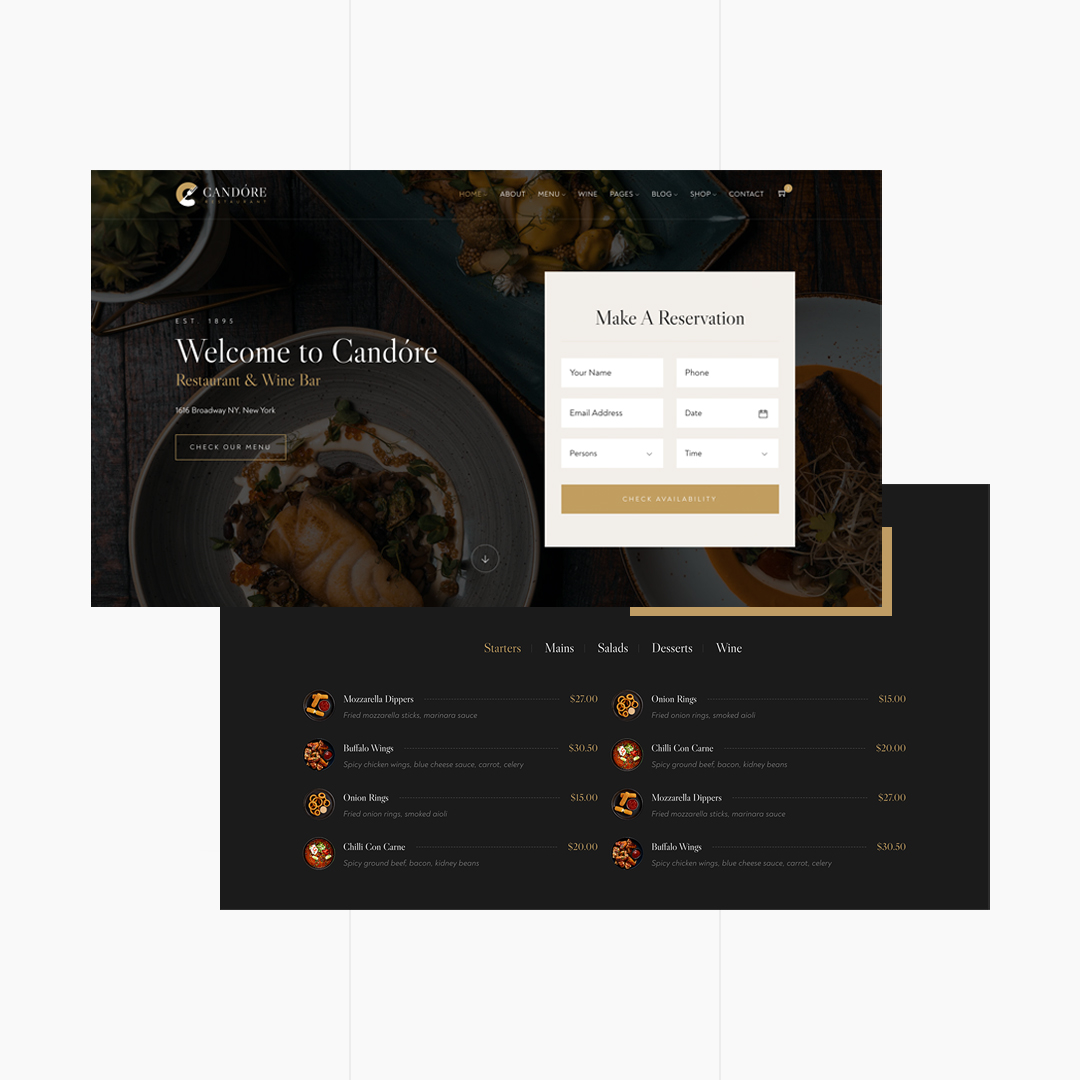 CANDÓRE
RESTAURANT
HOME ABOUT MENU WINE PAGES BLOG SHOP CONTACT
EST. 1895
Welcome to Candóre
Restaurant & Wine Bar
1616 Broadway NY, New York
CHECK OUR MENU
Make A Reservation
Your Name Phone
Email Address Date
Persons Time
CHECK AVAILABILITY
Starters Mains Salads Desserts Wine
Mozzarella Dippers $27.00
Fried mozzarella sticks, marinara sauce
Buffalo Wings $30.50
Spicy chicken wings, blue cheese sauce, carrot, celery
Onion Rings $15.00
Fried onion rings, smoked aioli
Chilli Con Carne $20.00
Spicy ground beef, bacon, kidney beans
Onion Rings $15.00
Fried onion rings, smoked aioli
Chilli Con Carne $20.00
Spicy ground beef, bacon, kidney beans
Mozzarella Dippers $27.00
Fried mozzarella sticks, marinara sauce
Buffalo Wings $30.50
Spicy chicken wings, blue cheese sauce, carrot, celery